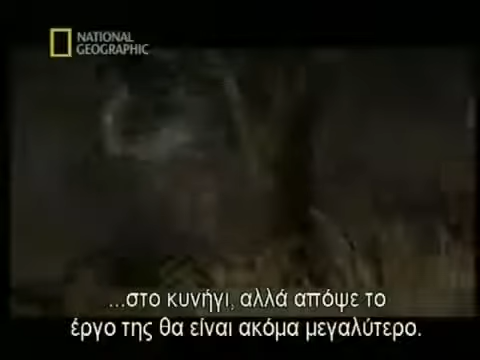 NATIONAL
GEOGRAPHIC
...στο κυνήγι, αλλά απόψε το
έργο της θα είναι ακόμα μεγαλύτερο.